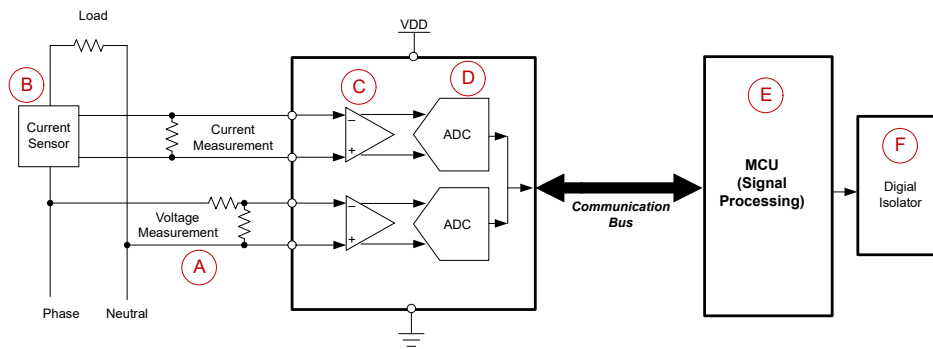 Load
VDD
B
C
D
E
Current
Sensor
Current
Measurement
−
+
ADC
F
MCU
(Signal
Processing)
Digial
Isolator
Communication
Bus
Voltage
Measurement
−
+
ADC
A
Phase
Neutral